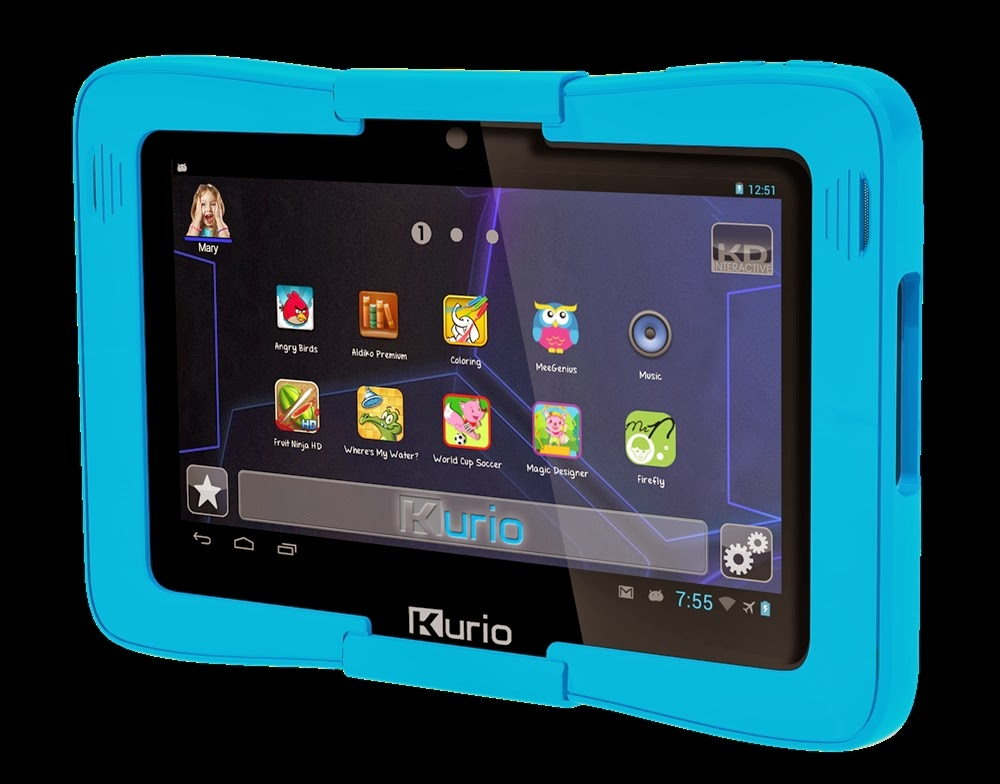 12:51
Mary
1
KD
INTERACTIVE
Angry Birds
Aldiko Premium
Coloring
MeeGenius
Music
HD
Fruit Ninja HD
Where's My Water?
World Cup Soccer
Magic Designer
firefly
Kurio
7:55
Kurio